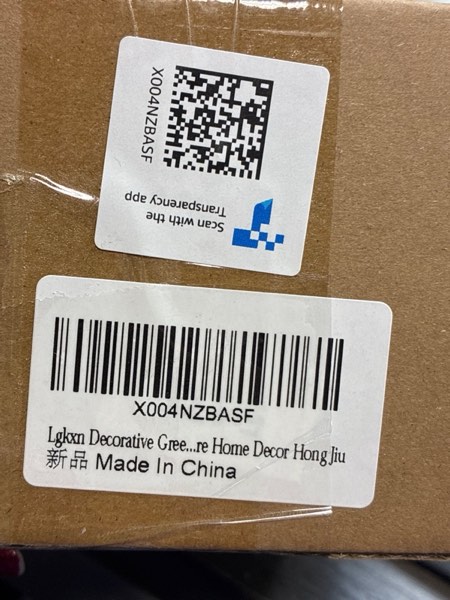 X004NZBASF
Scan with the
Transparency app
X004NZBASF
Lgkxn Decorative Gree...re Home Decor Hong Jiu
新品 Made In China